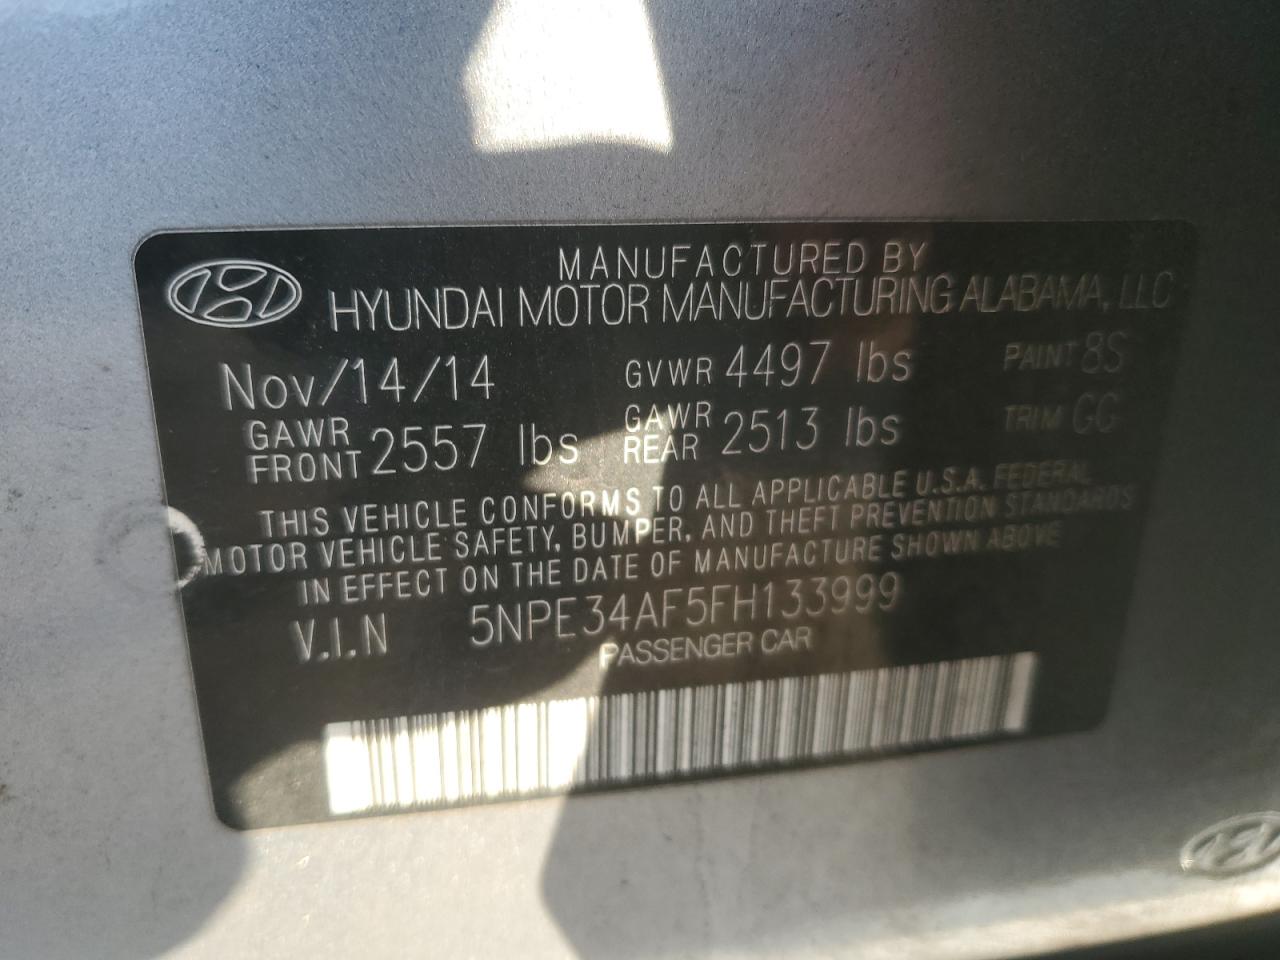 MANUFACTURED BY
HYUNDAI MOTOR MANUFACTURING ALABAMA, LLC
Nov/14/14 GVWR 4497 lbs PAINT 8S
GAWR FRONT 2557 lbs GAWR REAR 2513 lbs TRIM GG
THIS VEHICLE CONFORMS TO ALL APPLICABLE U.S.A. FEDERAL
MOTOR VEHICLE SAFETY, BUMPER, AND THEFT PREVENTION STANDARDS
IN EFFECT ON THE DATE OF MANUFACTURE SHOWN ABOVE
V.I.N 5NPE34AF5FH133999
PASSENGER CAR